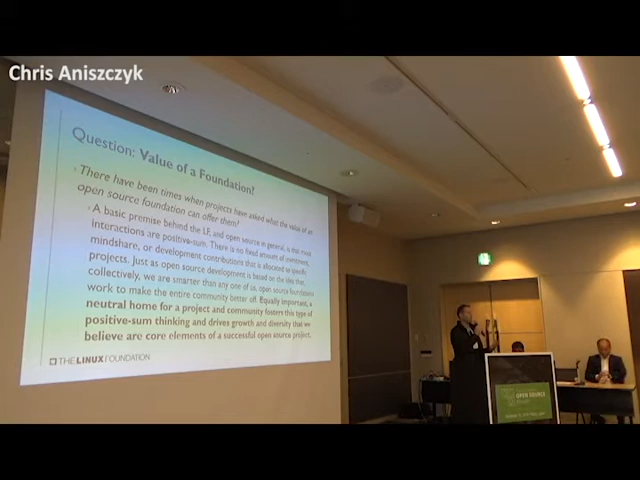 Chris Aniszczyk
Question: Value of a Foundation?
There have been times when projects have asked what the value of an
open source foundation can offer them?
A basic premise behind the LF, and open source in general, is that most
interactions are positive-sum. There is no fixed amount of investment,
mindshare, or development contributions that is allocated to specific
projects. Just as open source development is based on the idea that,
collectively, we are smarter than any one of us, open source foundations
work to make the entire community better off. Equally important, a
neutral home for a project and community fosters this type of
positive-sum thinking and drives growth and diversity that we
believe are core elements of a successful open source project.
THE LINUX FOUNDATION
OPEN SOURCE